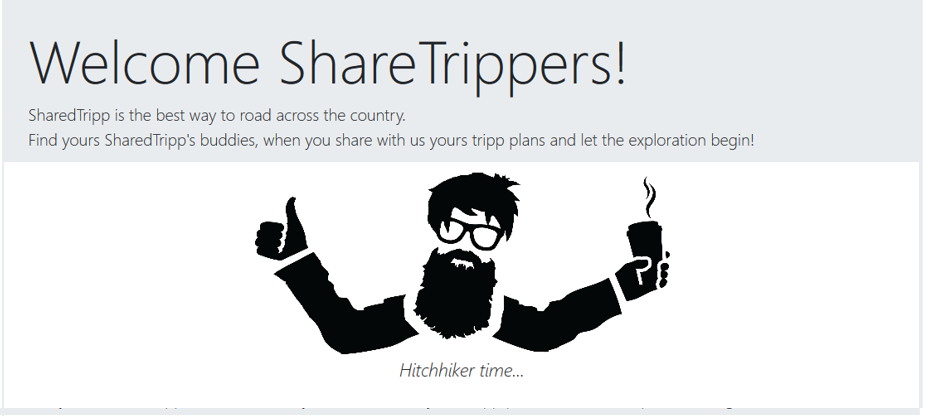 Welcome ShareTrippers!
SharedTripp is the best way to road across the country.
Find yours SharedTripp's buddies, when you share with us yours tripp plans and let the exploration begin!
Hitchhiker time...